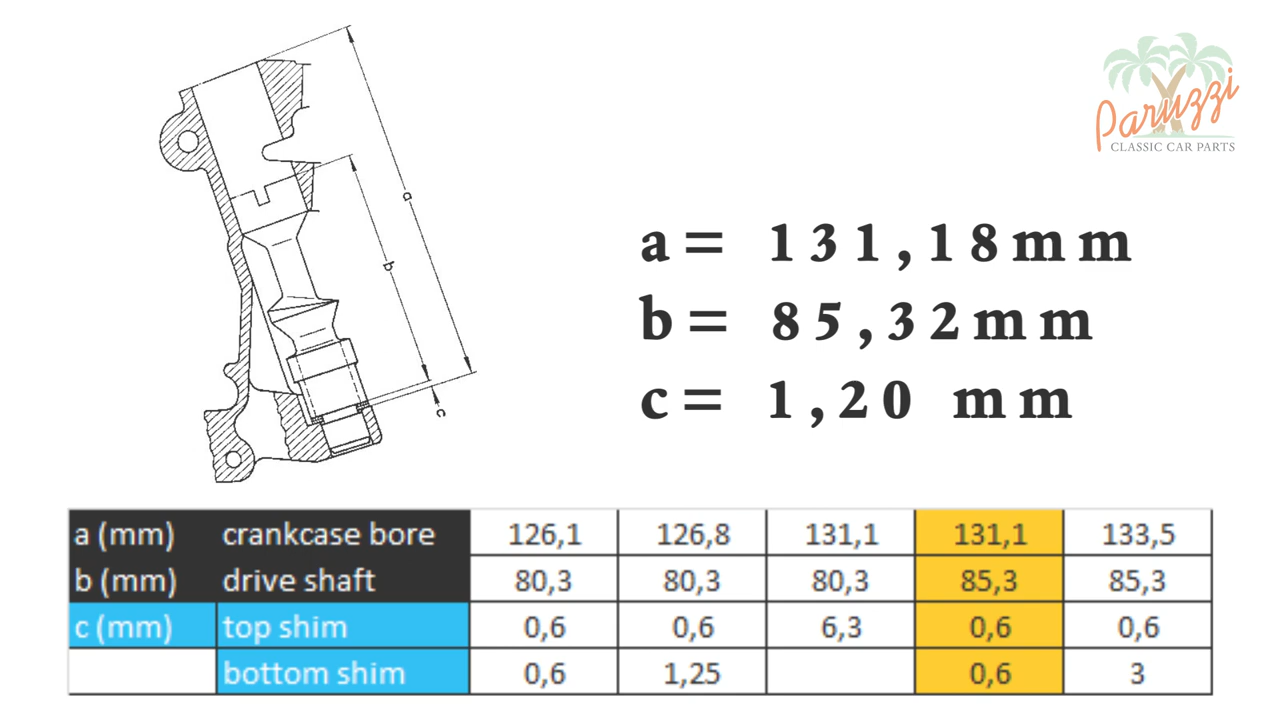 Paruzzi
CLASSIC CAR PARTS
a
b
c
a = 131,18mm
b = 85,32mm
c = 1,20 mm
a (mm) crankcase bore 126,1 126,8 131,1 131,1 133,5
b (mm) drive shaft 80,3 80,3 80,3 85,3 85,3
c (mm) top shim 0,6 0,6 6,3 0,6 0,6
bottom shim 0,6 1,25 0,6 3